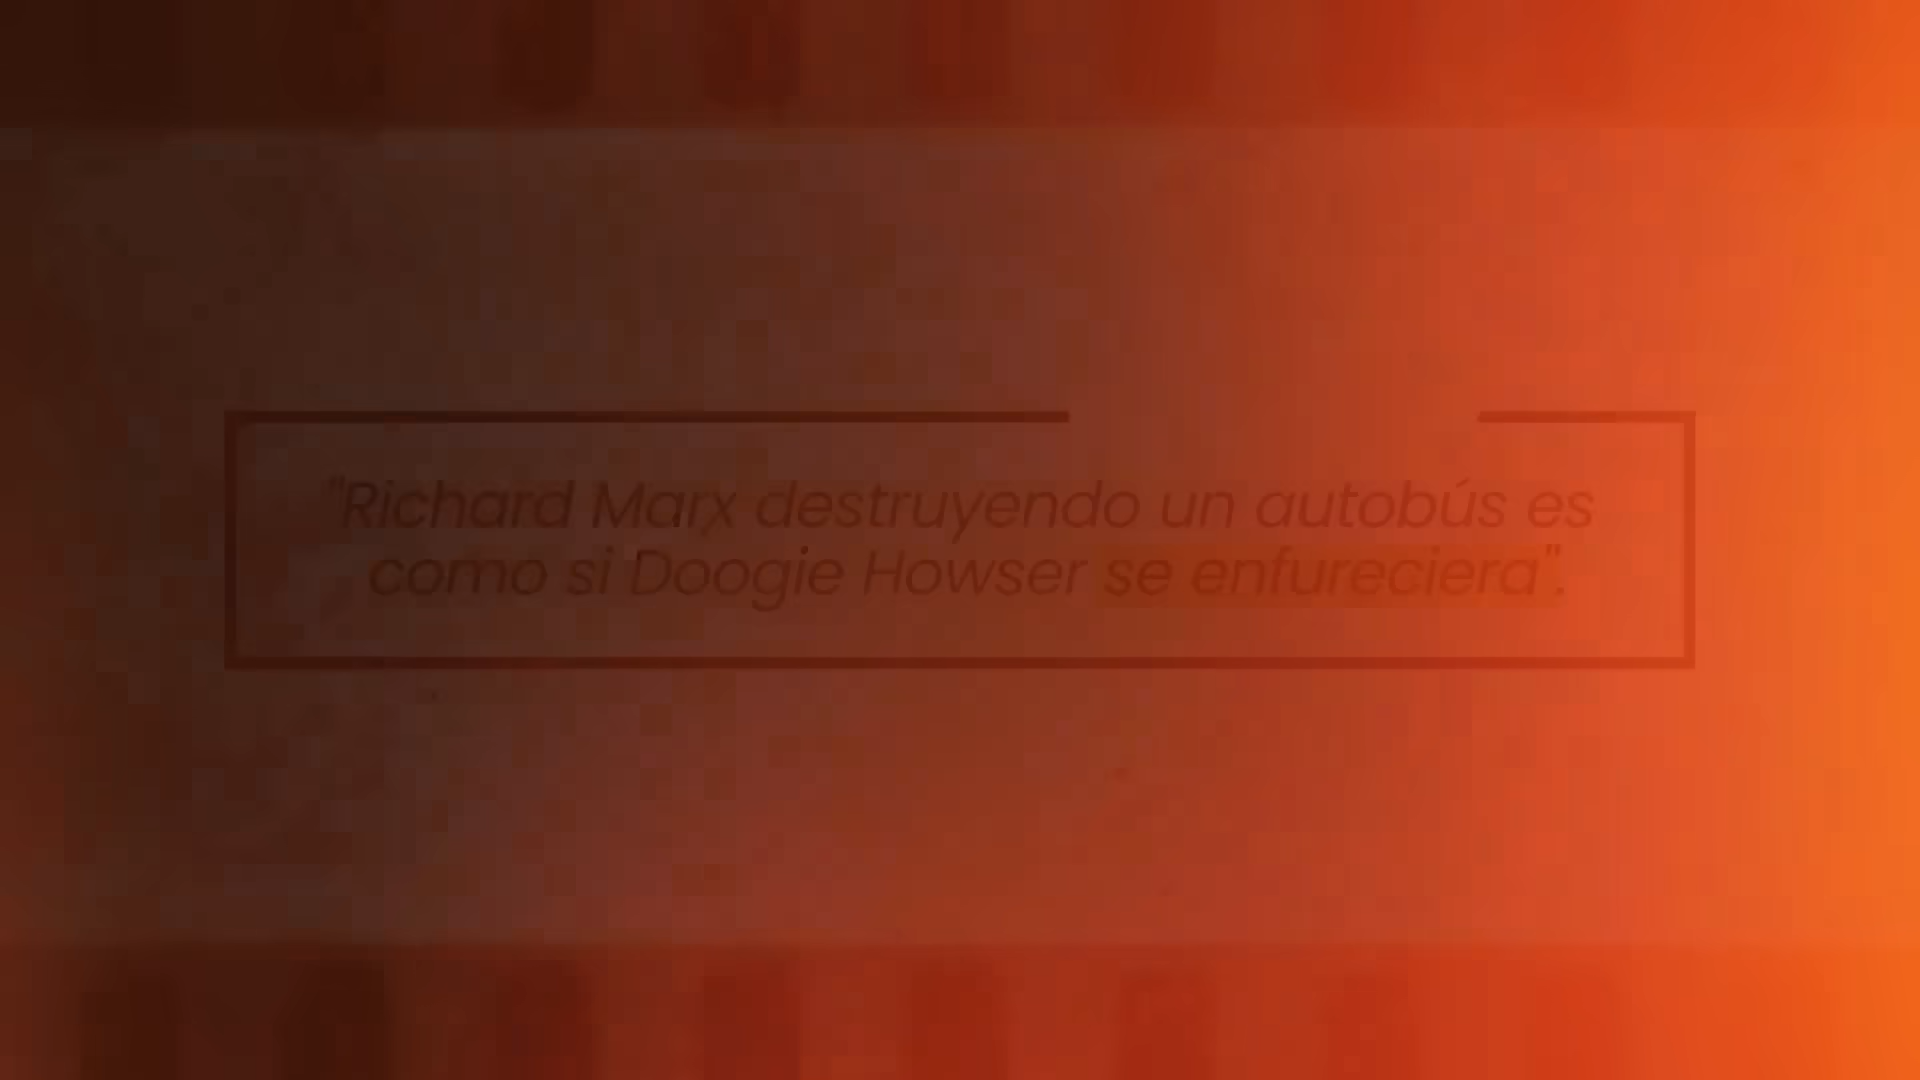 "Richard Marx destruyendo un autobús es
como si Doogie Howser se enfureciera".